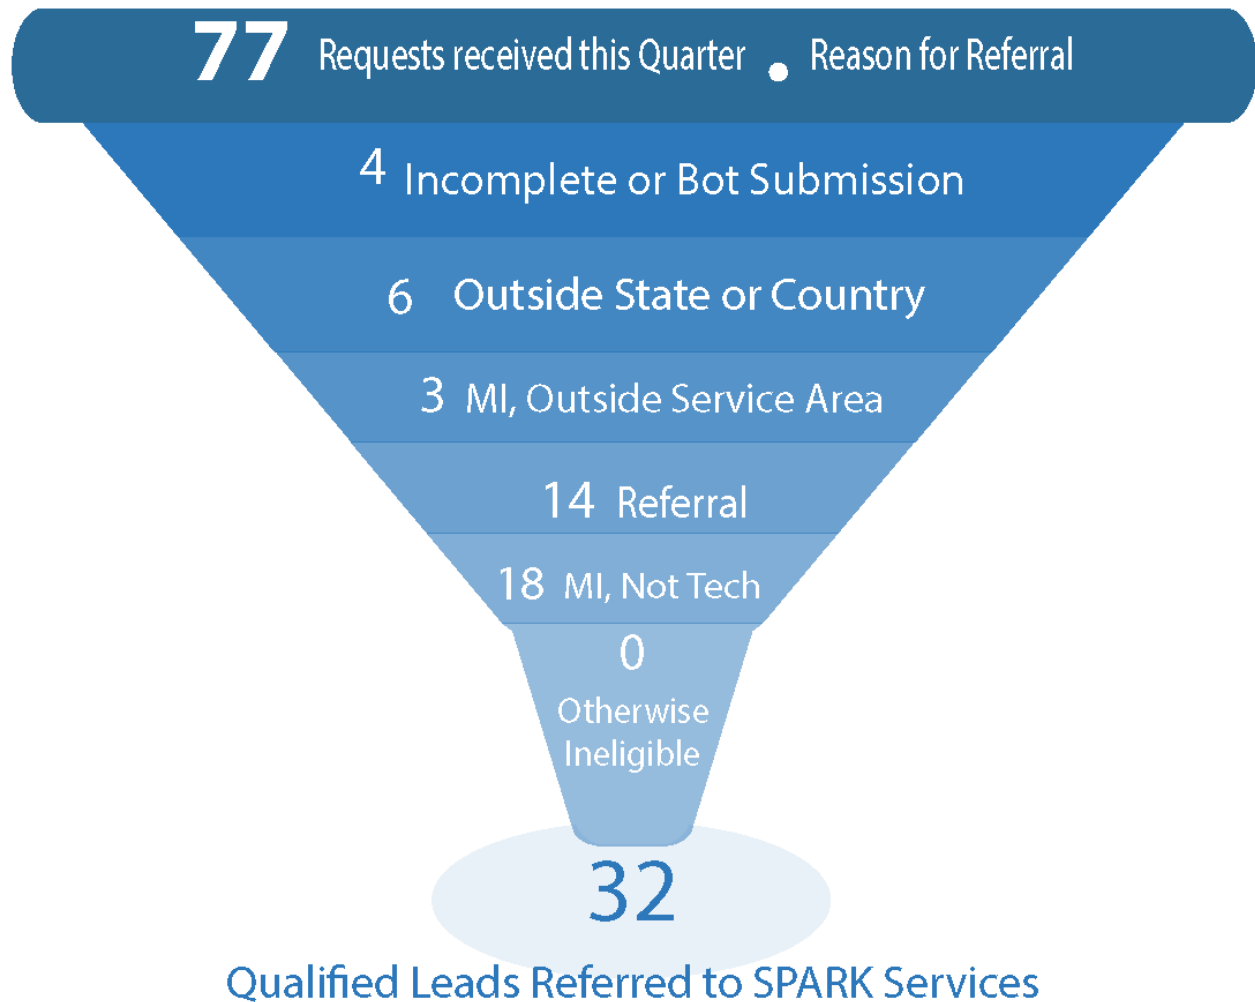 77 Requests received this Quarter . Reason for Referral
4 Incomplete or Bot Submission
6 Outside State or Country
3 MI, Outside Service Area
14 Referral
18 MI, Not Tech
0
Otherwise
Ineligible
32
Qualified Leads Referred to SPARK Services